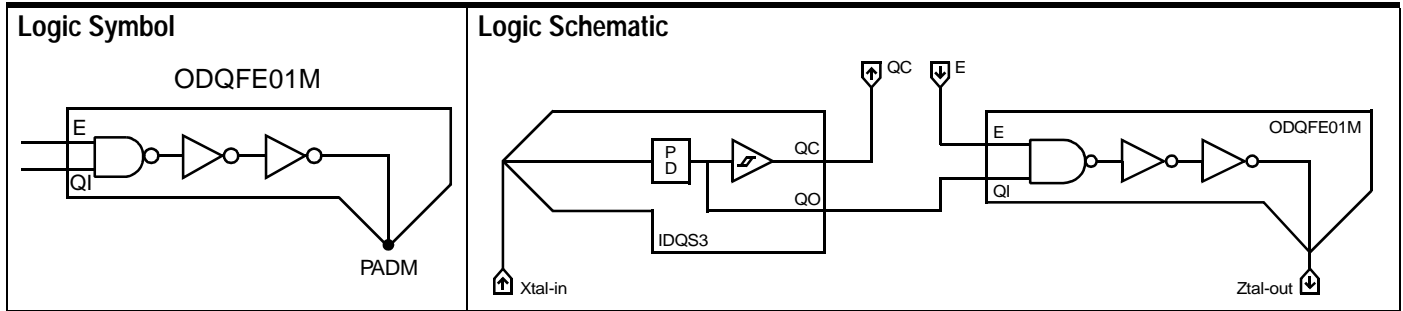 Logic Symbol
ODQFE01M
E
QI
PADM
Logic Schematic
QC
E
P
D
QC
QO
IDQS3
Xtal-in
E
QI
ODQFE01M
Ztal-out